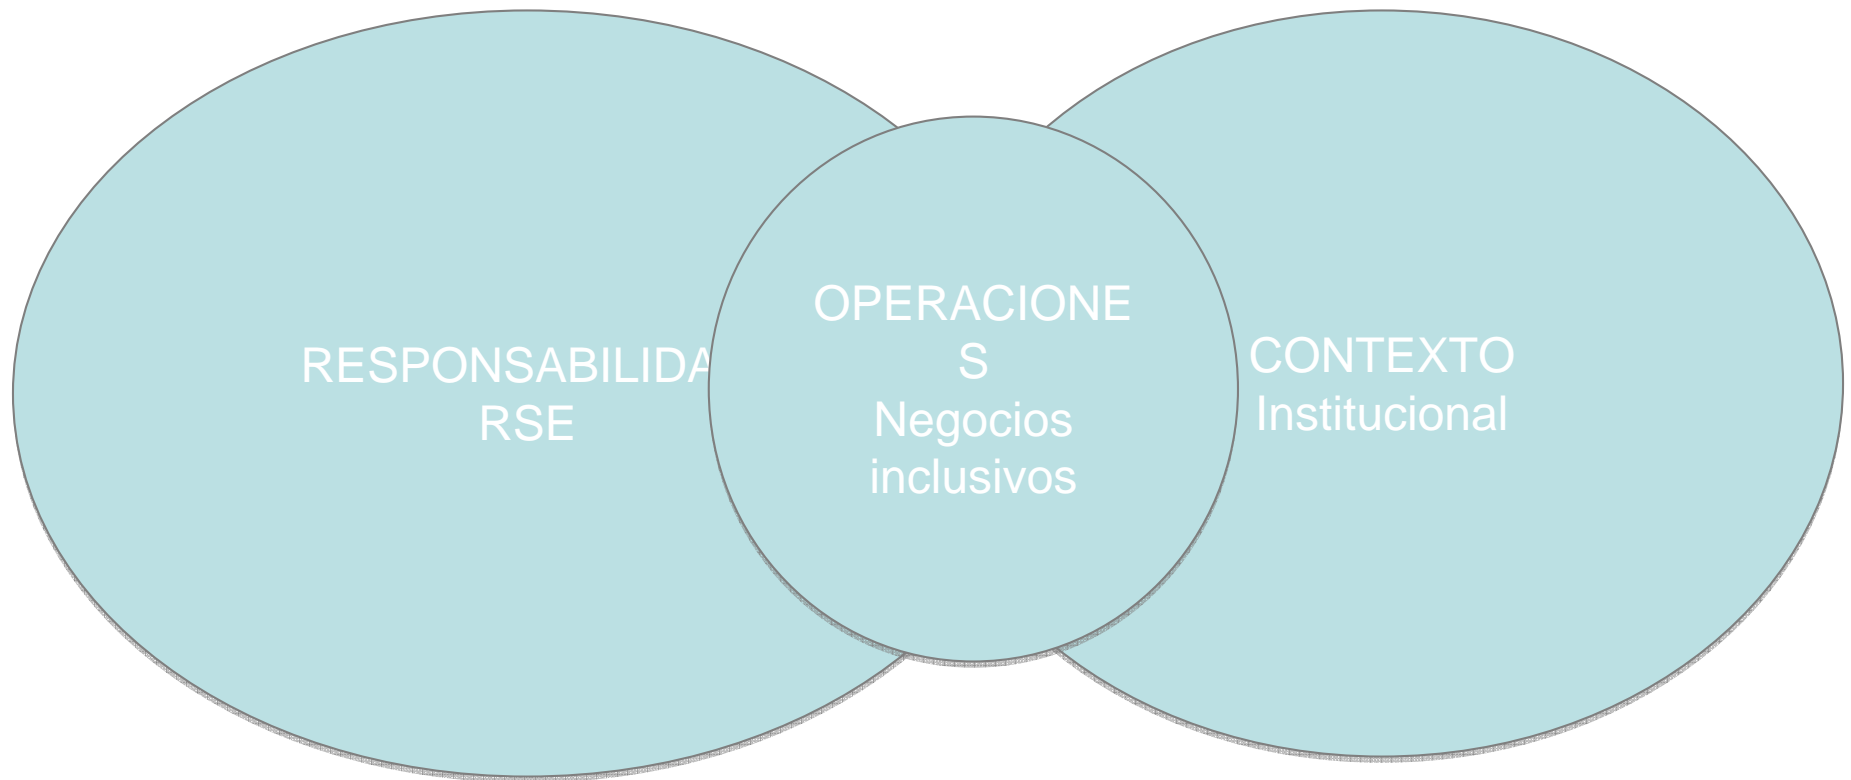 RESPONSABILIDA
RSE
OPERACIONE
S
Negocios
inclusivos
CONTEXTO
Institucional